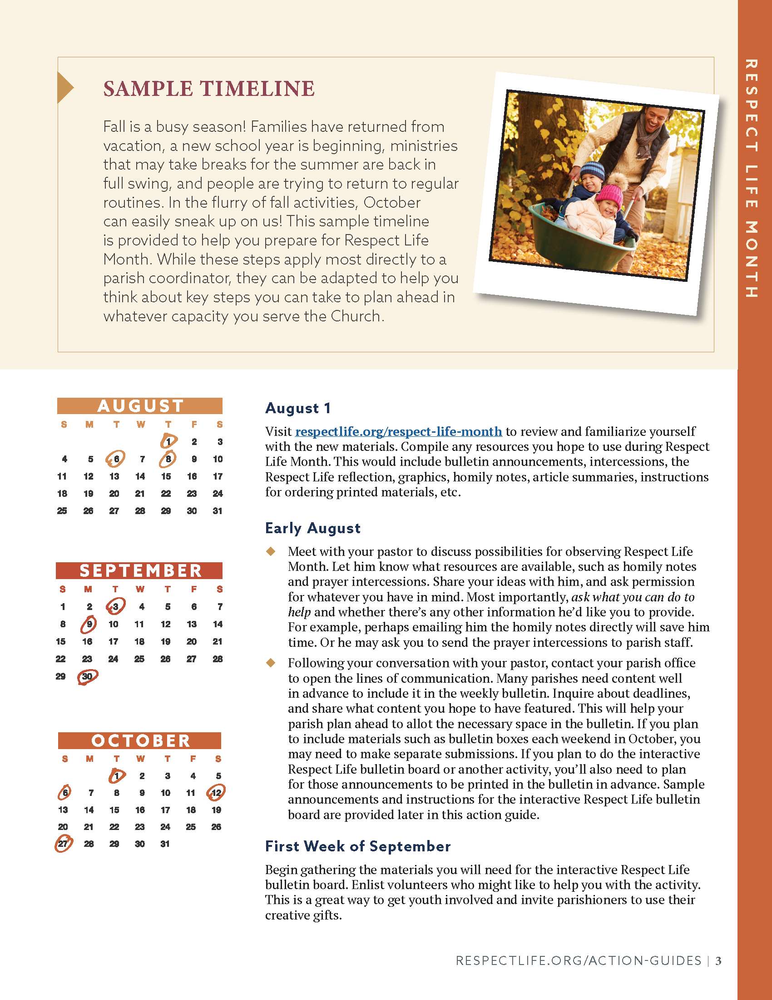 RESPECT LIFE MONTH
SAMPLE TIMELINE
Fall is a busy season! Families have returned from
vacation, a new school year is beginning, ministries
that may take breaks for the summer are back in
full swing, and people are trying to return to regular
routines. In the flurry of fall activities, October
can easily sneak up on us! This sample timeline
is provided to help you prepare for Respect Life
Month. While these steps apply most directly to a
parish coordinator, they can be adapted to help you
think about key steps you can take to plan ahead in
whatever capacity you serve the Church.
AUGUST
S M T W T F S
1 2 3
4 5 6 7 8 9 10
11 12 13 14 15 16 17
18 19 20 21 22 23 24
25 26 27 28 29 30 31
SEPTEMBER
S M T W T F S
1 2 3 4 5 6 7
8 9 10 11 12 13 14
15 16 17 18 19 20 21
22 23 24 25 26 27 28
29 30
OCTOBER
S M T W T F S
1 2 3 4 5
6 7 8 9 10 11 12
13 14 15 16 17 18 19
20 21 22 23 24 25 26
27 28 29 30 31
August 1
Visit respectlife.org/respect-life-month to review and familiarize yourself
with the new materials. Compile any resources you hope to use during Respect
Life Month. This would include bulletin announcements, intercessions, the
Respect Life reflection, graphics, homily notes, article summaries, instructions
for ordering printed materials, etc.
Early August
◆ Meet with your pastor to discuss possibilities for observing Respect Life
Month. Let him know what resources are available, such as homily notes
and prayer intercessions. Share your ideas with him, and ask permission
for whatever you have in mind. Most importantly, ask what you can do to
help and whether there's any other information he'd like you to provide.
For example, perhaps emailing him the homily notes directly will save him
time. Or he may ask you to send the prayer intercessions to parish staff.
◆ Following your conversation with your pastor, contact your parish office
to open the lines of communication. Many parishes need content well
in advance to include it in the weekly bulletin. Inquire about deadlines,
and share what content you hope to have featured. This will help your
parish plan ahead to allot the necessary space in the bulletin. If you plan
to include materials such as bulletin boxes each weekend in October, you
may need to make separate submissions. If you plan to do the interactive
Respect Life bulletin board or another activity, you'll also need to plan
for those announcements to be printed in the bulletin in advance. Sample
announcements and instructions for the interactive Respect Life bulletin
board are provided later in this action guide.
First Week of September
Begin gathering the materials you will need for the interactive Respect Life
bulletin board. Enlist volunteers who might like to help you with the activity.
This is a great way to get youth involved and invite parishioners to use their
creative gifts.
RESPECTLIFE.ORG/ACTION-GUIDES | 3